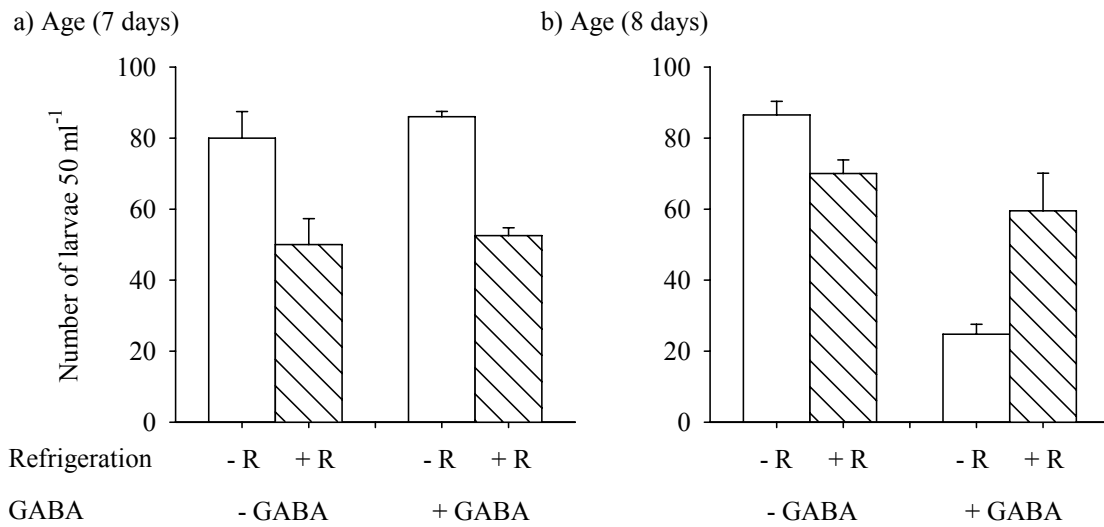 a) Age (7 days)
b) Age (8 days)
Number of larvae 50 ml-1
100
80
60
40
20
0
100
80
60
40
20
0
Refrigeration - R + R - R + R - R + R - R + R
GABA - GABA + GABA - GABA + GABA